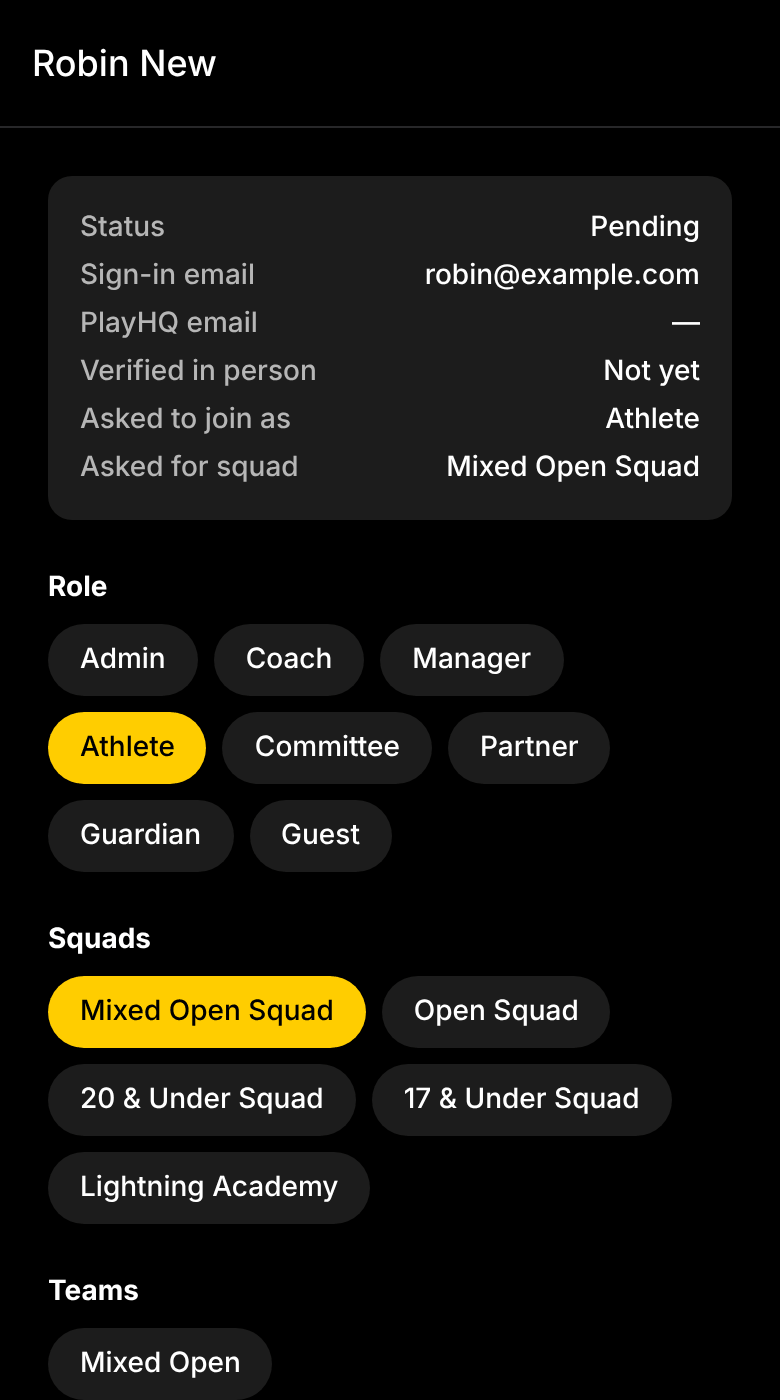 Robin New
Status Pending
Sign-in email robin@example.com
PlayHQ email —
Verified in person Not yet
Asked to join as Athlete
Asked for squad Mixed Open Squad
Role
Admin Coach Manager
Athlete Committee Partner
Guardian Guest
Squads
Mixed Open Squad Open Squad
20 & Under Squad 17 & Under Squad
Lightning Academy
Teams
Mixed Open